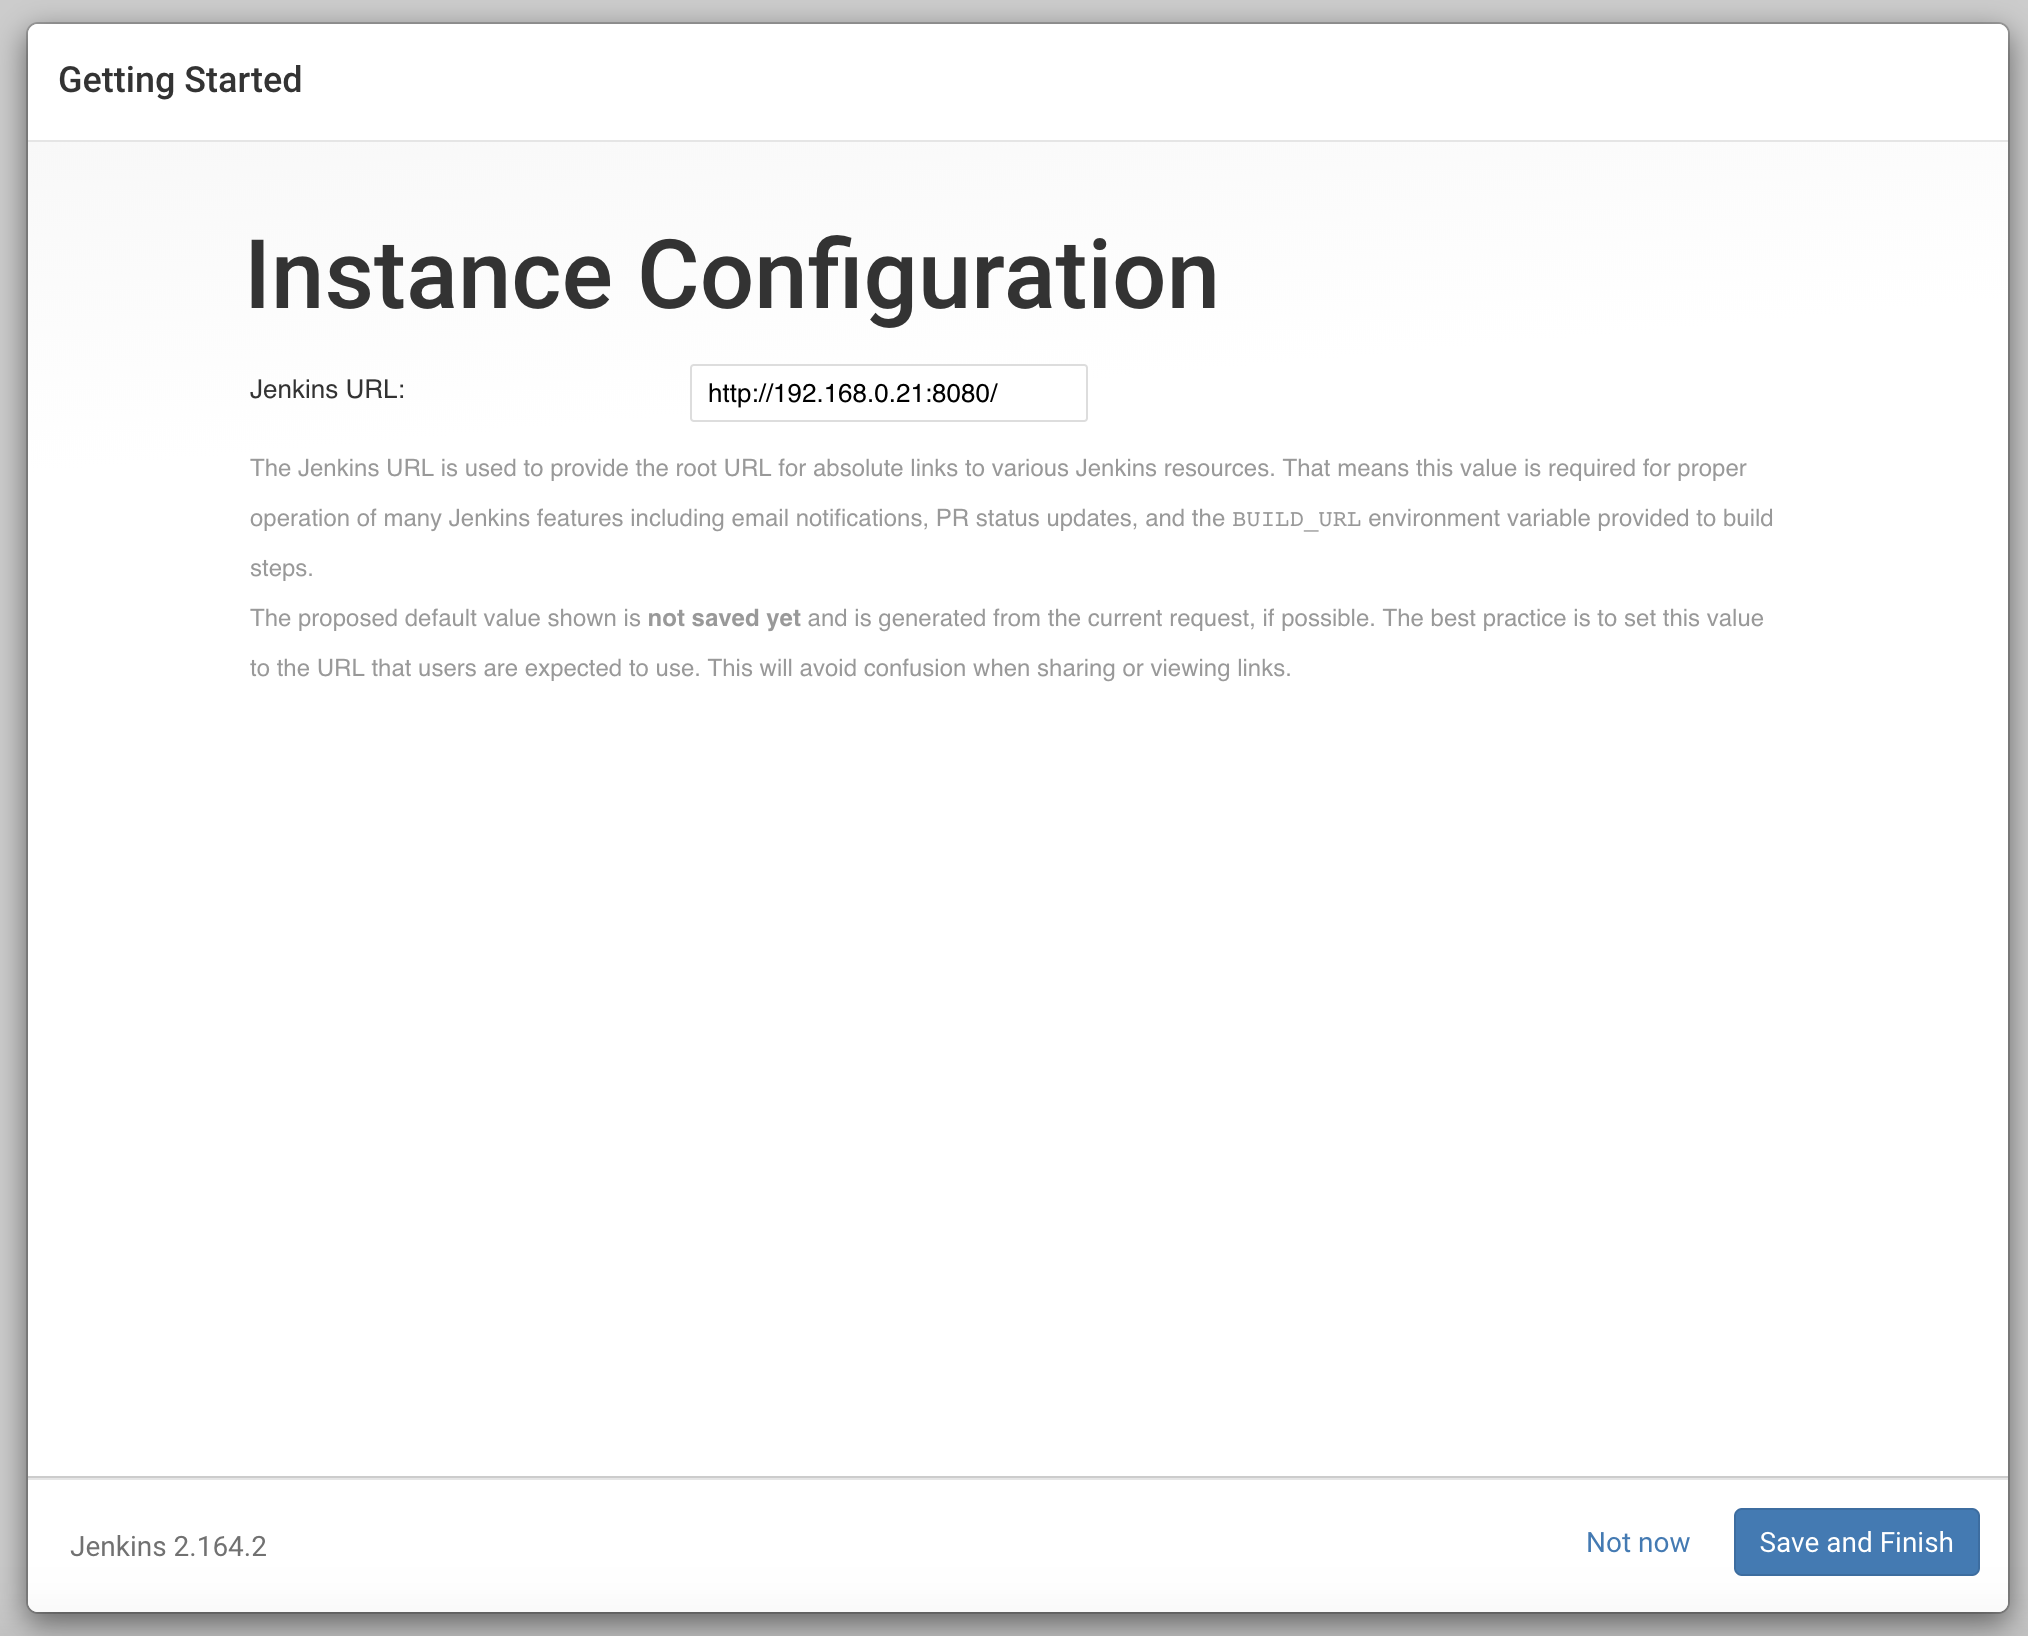 Getting Started
Instance Configuration
Jenkins URL:
http://192.168.0.21:8080/
The Jenkins URL is used to provide the root URL for absolute links to various Jenkins resources. That means this value is required for proper
operation of many Jenkins features including email notifications, PR status updates, and the BUILD_URL environment variable provided to build
steps.
The proposed default value shown is not saved yet and is generated from the current request, if possible. The best practice is to set this value
to the URL that users are expected to use. This will avoid confusion when sharing or viewing links.
Jenkins 2.164.2
Not now
Save and Finish